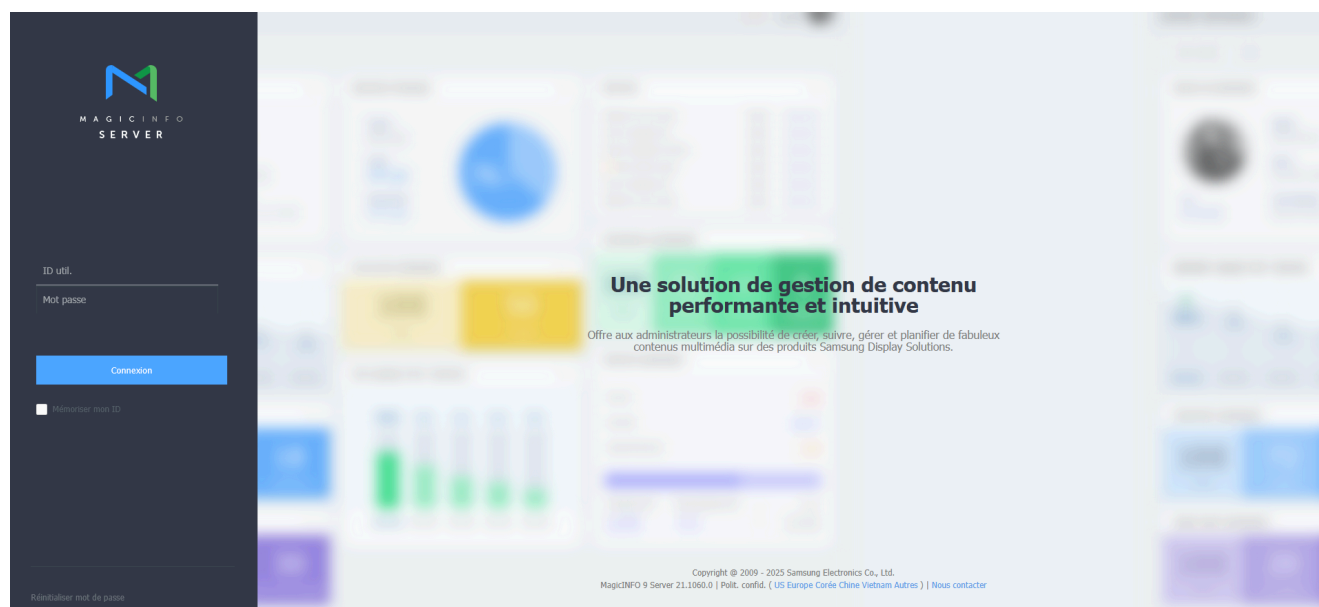 MAGICINFO
SERVER
ID util.
Mot passe
Connexion
Mémoriser mon ID
Réinitialiser mot de passe
Une solution de gestion de contenu
performante et intuitive
Offre aux administrateurs la possibilité de créer, suivre, gérer et planifier de fabuleux
contenus multimédia sur des produits Samsung Display Solutions.
Copyright @ 2009 - 2025 Samsung Electronics Co., Ltd.
MagicINFO 9 Server 21.1060.0 | Polit. confid. ( US Europe Corée Chine Vietnam Autres ) | Nous contacter